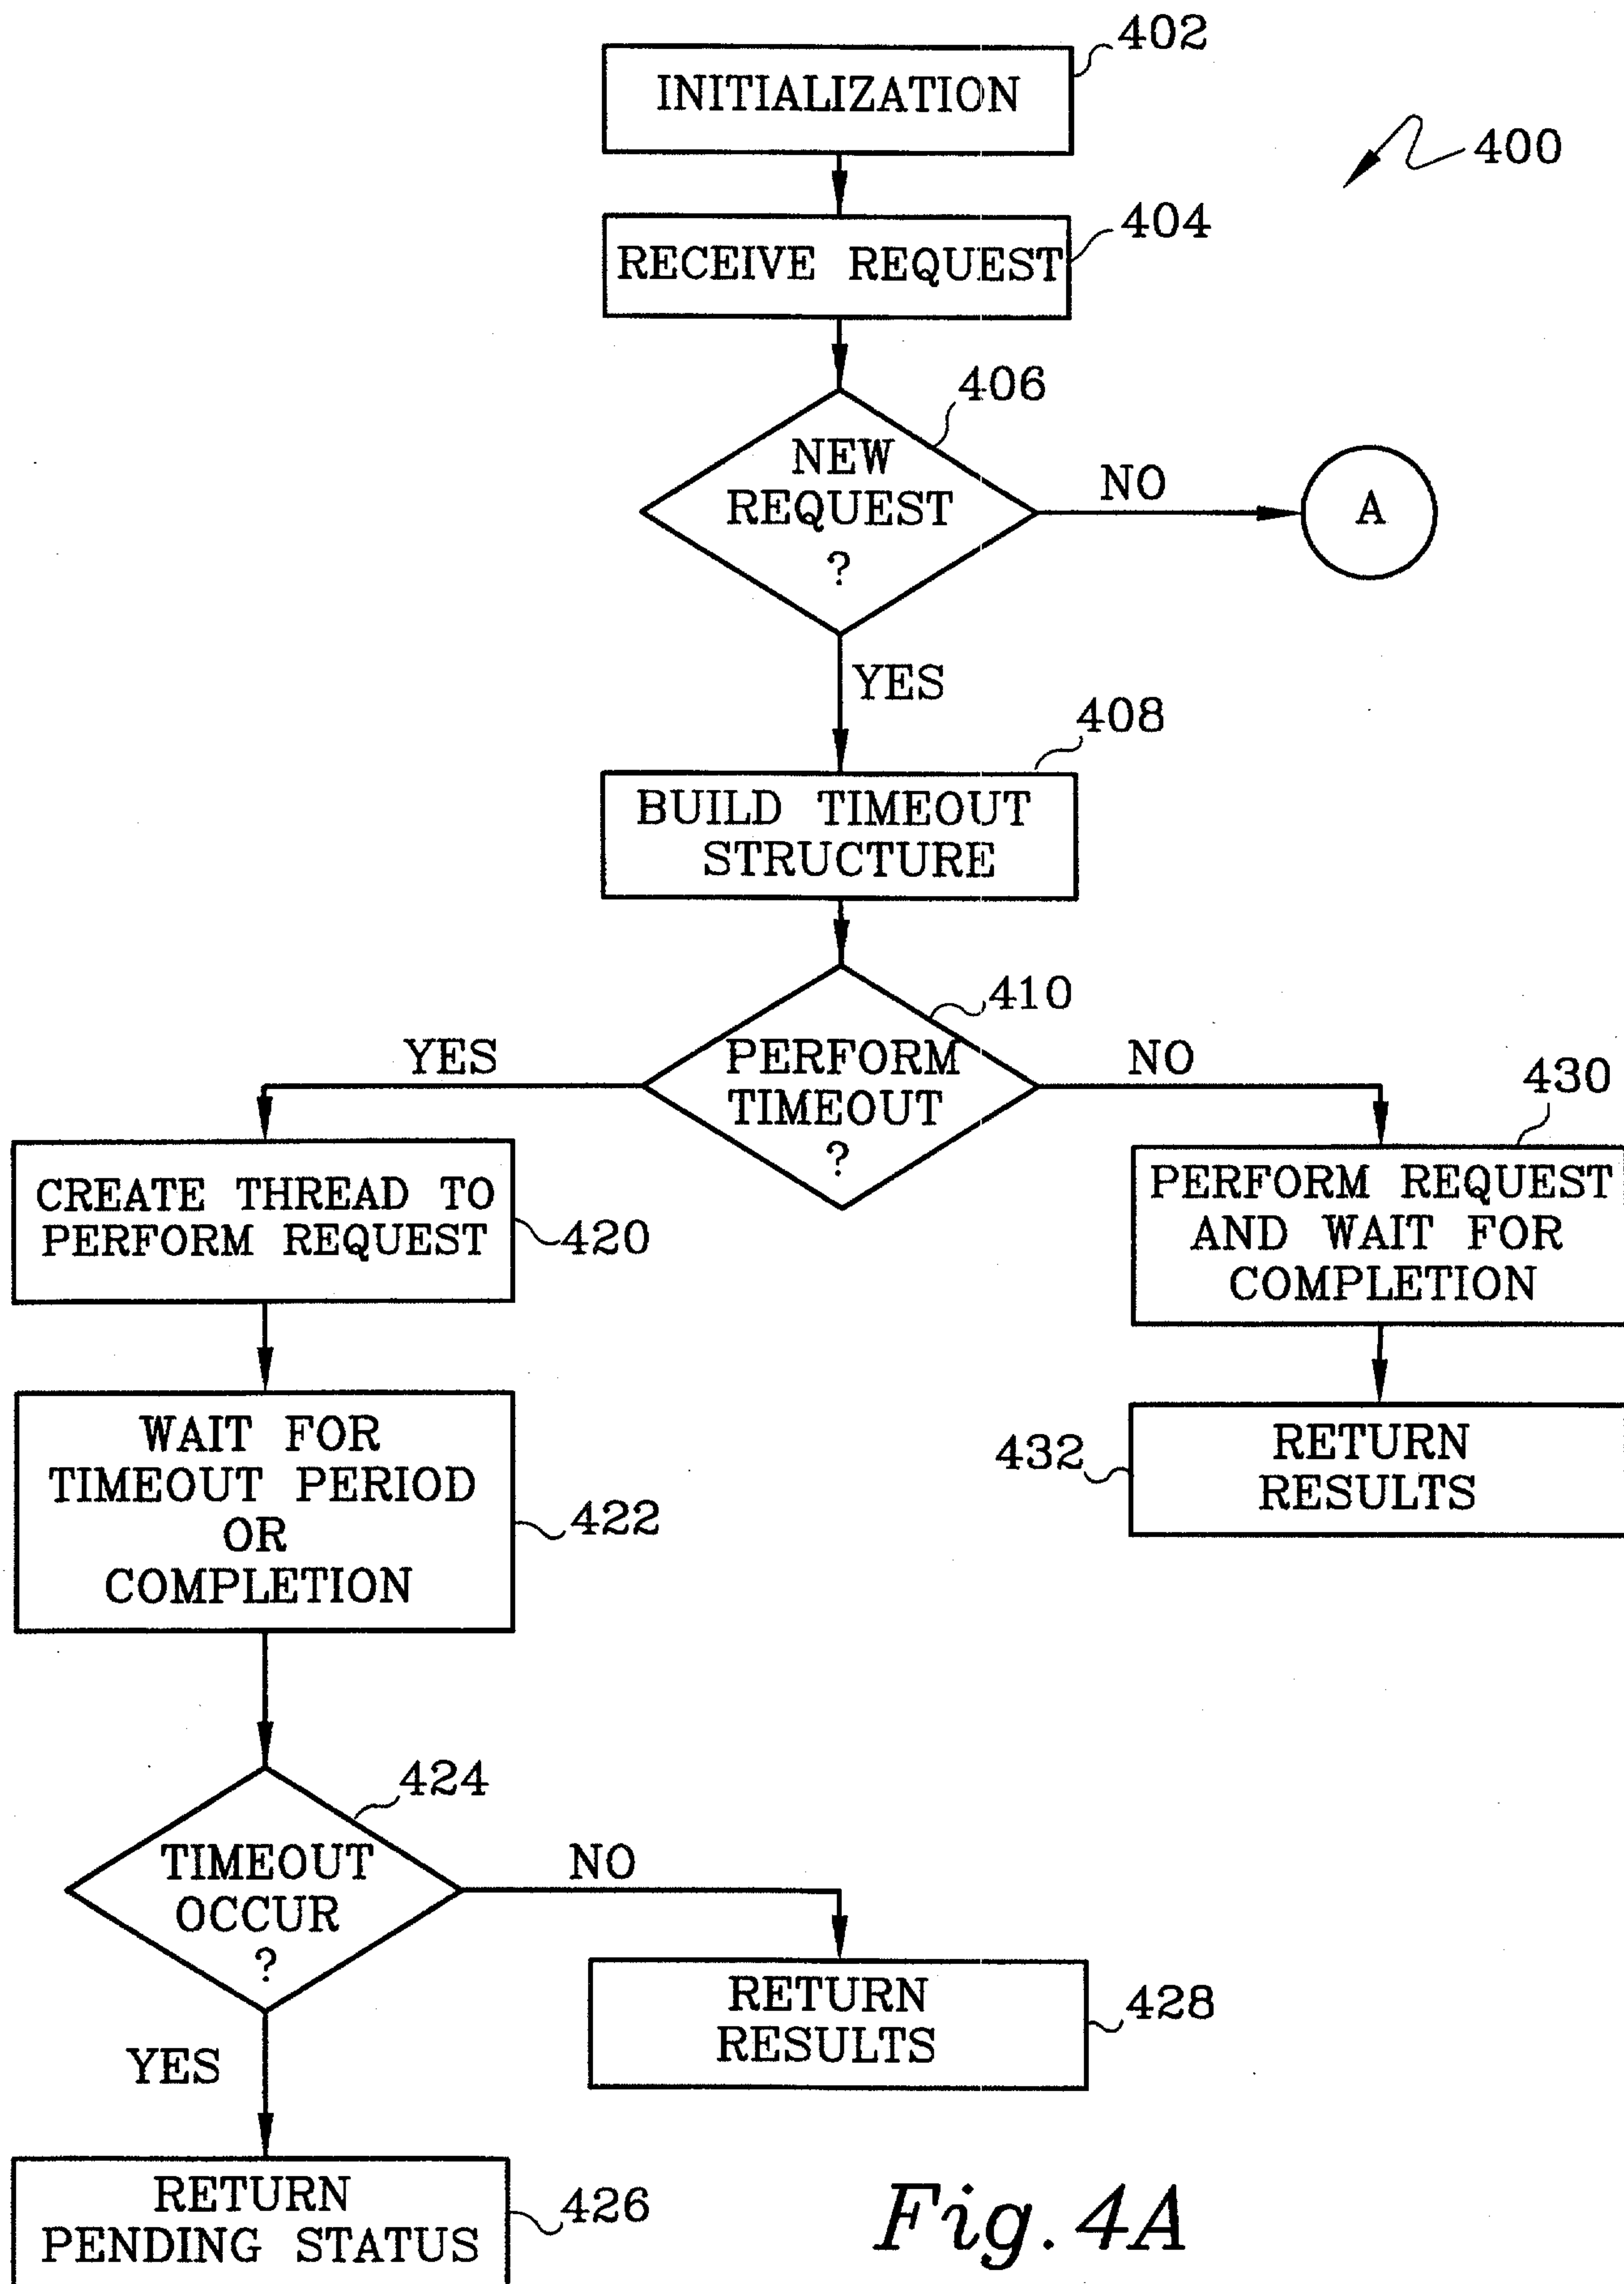 402
INITIALIZATION
400
404
RECEIVE REQUEST
406
NEW
REQUEST
?
NO
A
YES
408
BUILD TIMEOUT
STRUCTURE
410
PERFORM
TIMEOUT
?
YES
NO
430
CREATE THREAD TO
PERFORM REQUEST
420
PERFORM REQUEST
AND WAIT FOR
COMPLETION
WAIT FOR
TIMEOUT PERIOD
OR
COMPLETION
422
432
RETURN
RESULTS
424
TIMEOUT
OCCUR
?
NO
RETURN
RESULTS
428
YES
RETURN
PENDING STATUS
426
Fig. 4A